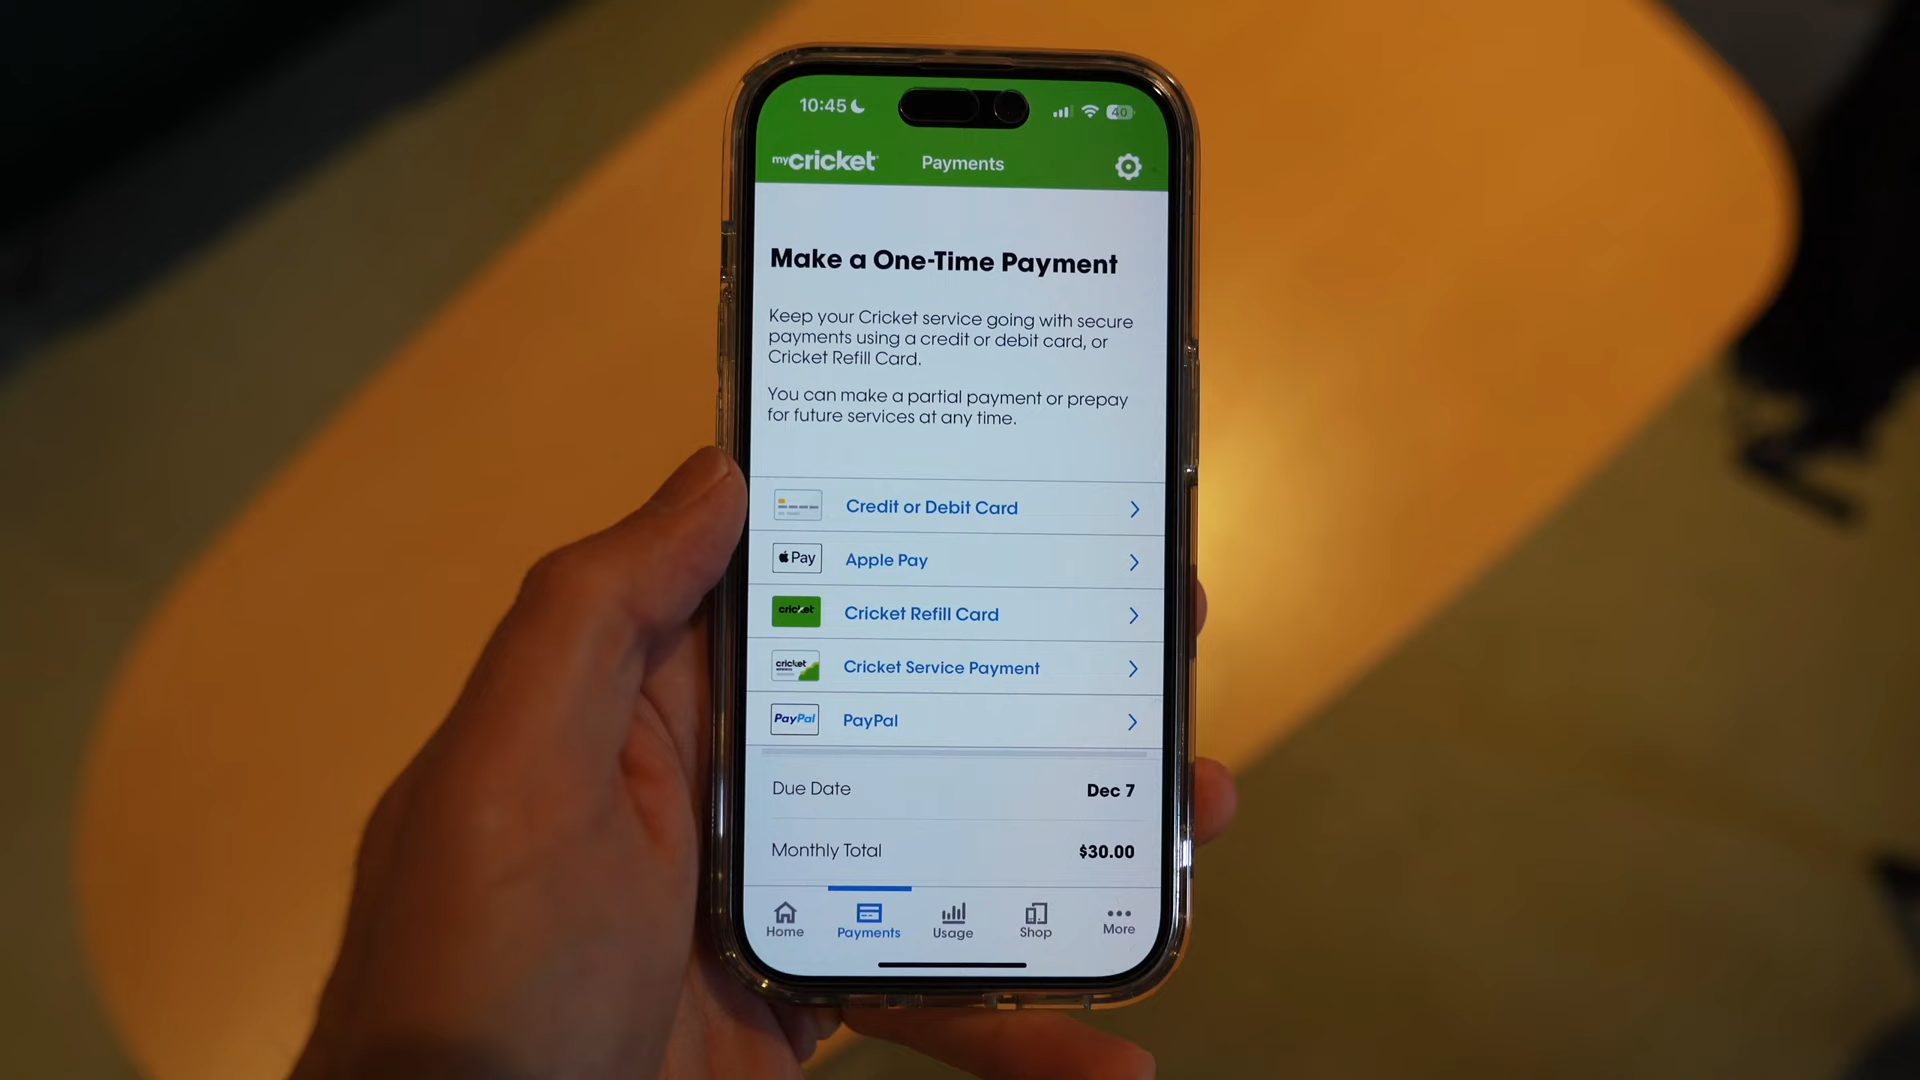 10:45
40
mycricket
Payments
Make a One-Time Payment
Keep your Cricket service going with secure
payments using a credit or debit card, or
Cricket Refill Card.
You can make a partial payment or prepay
for future services at any time.
Credit or Debit Card
Pay
Apple Pay
cricket
Cricket Refill Card
cricket
Cricket Service Payment
PayPal
PayPal
Due Date
Dec 7
Monthly Total
$30.00
Home
Payments
Usage
Shop
More